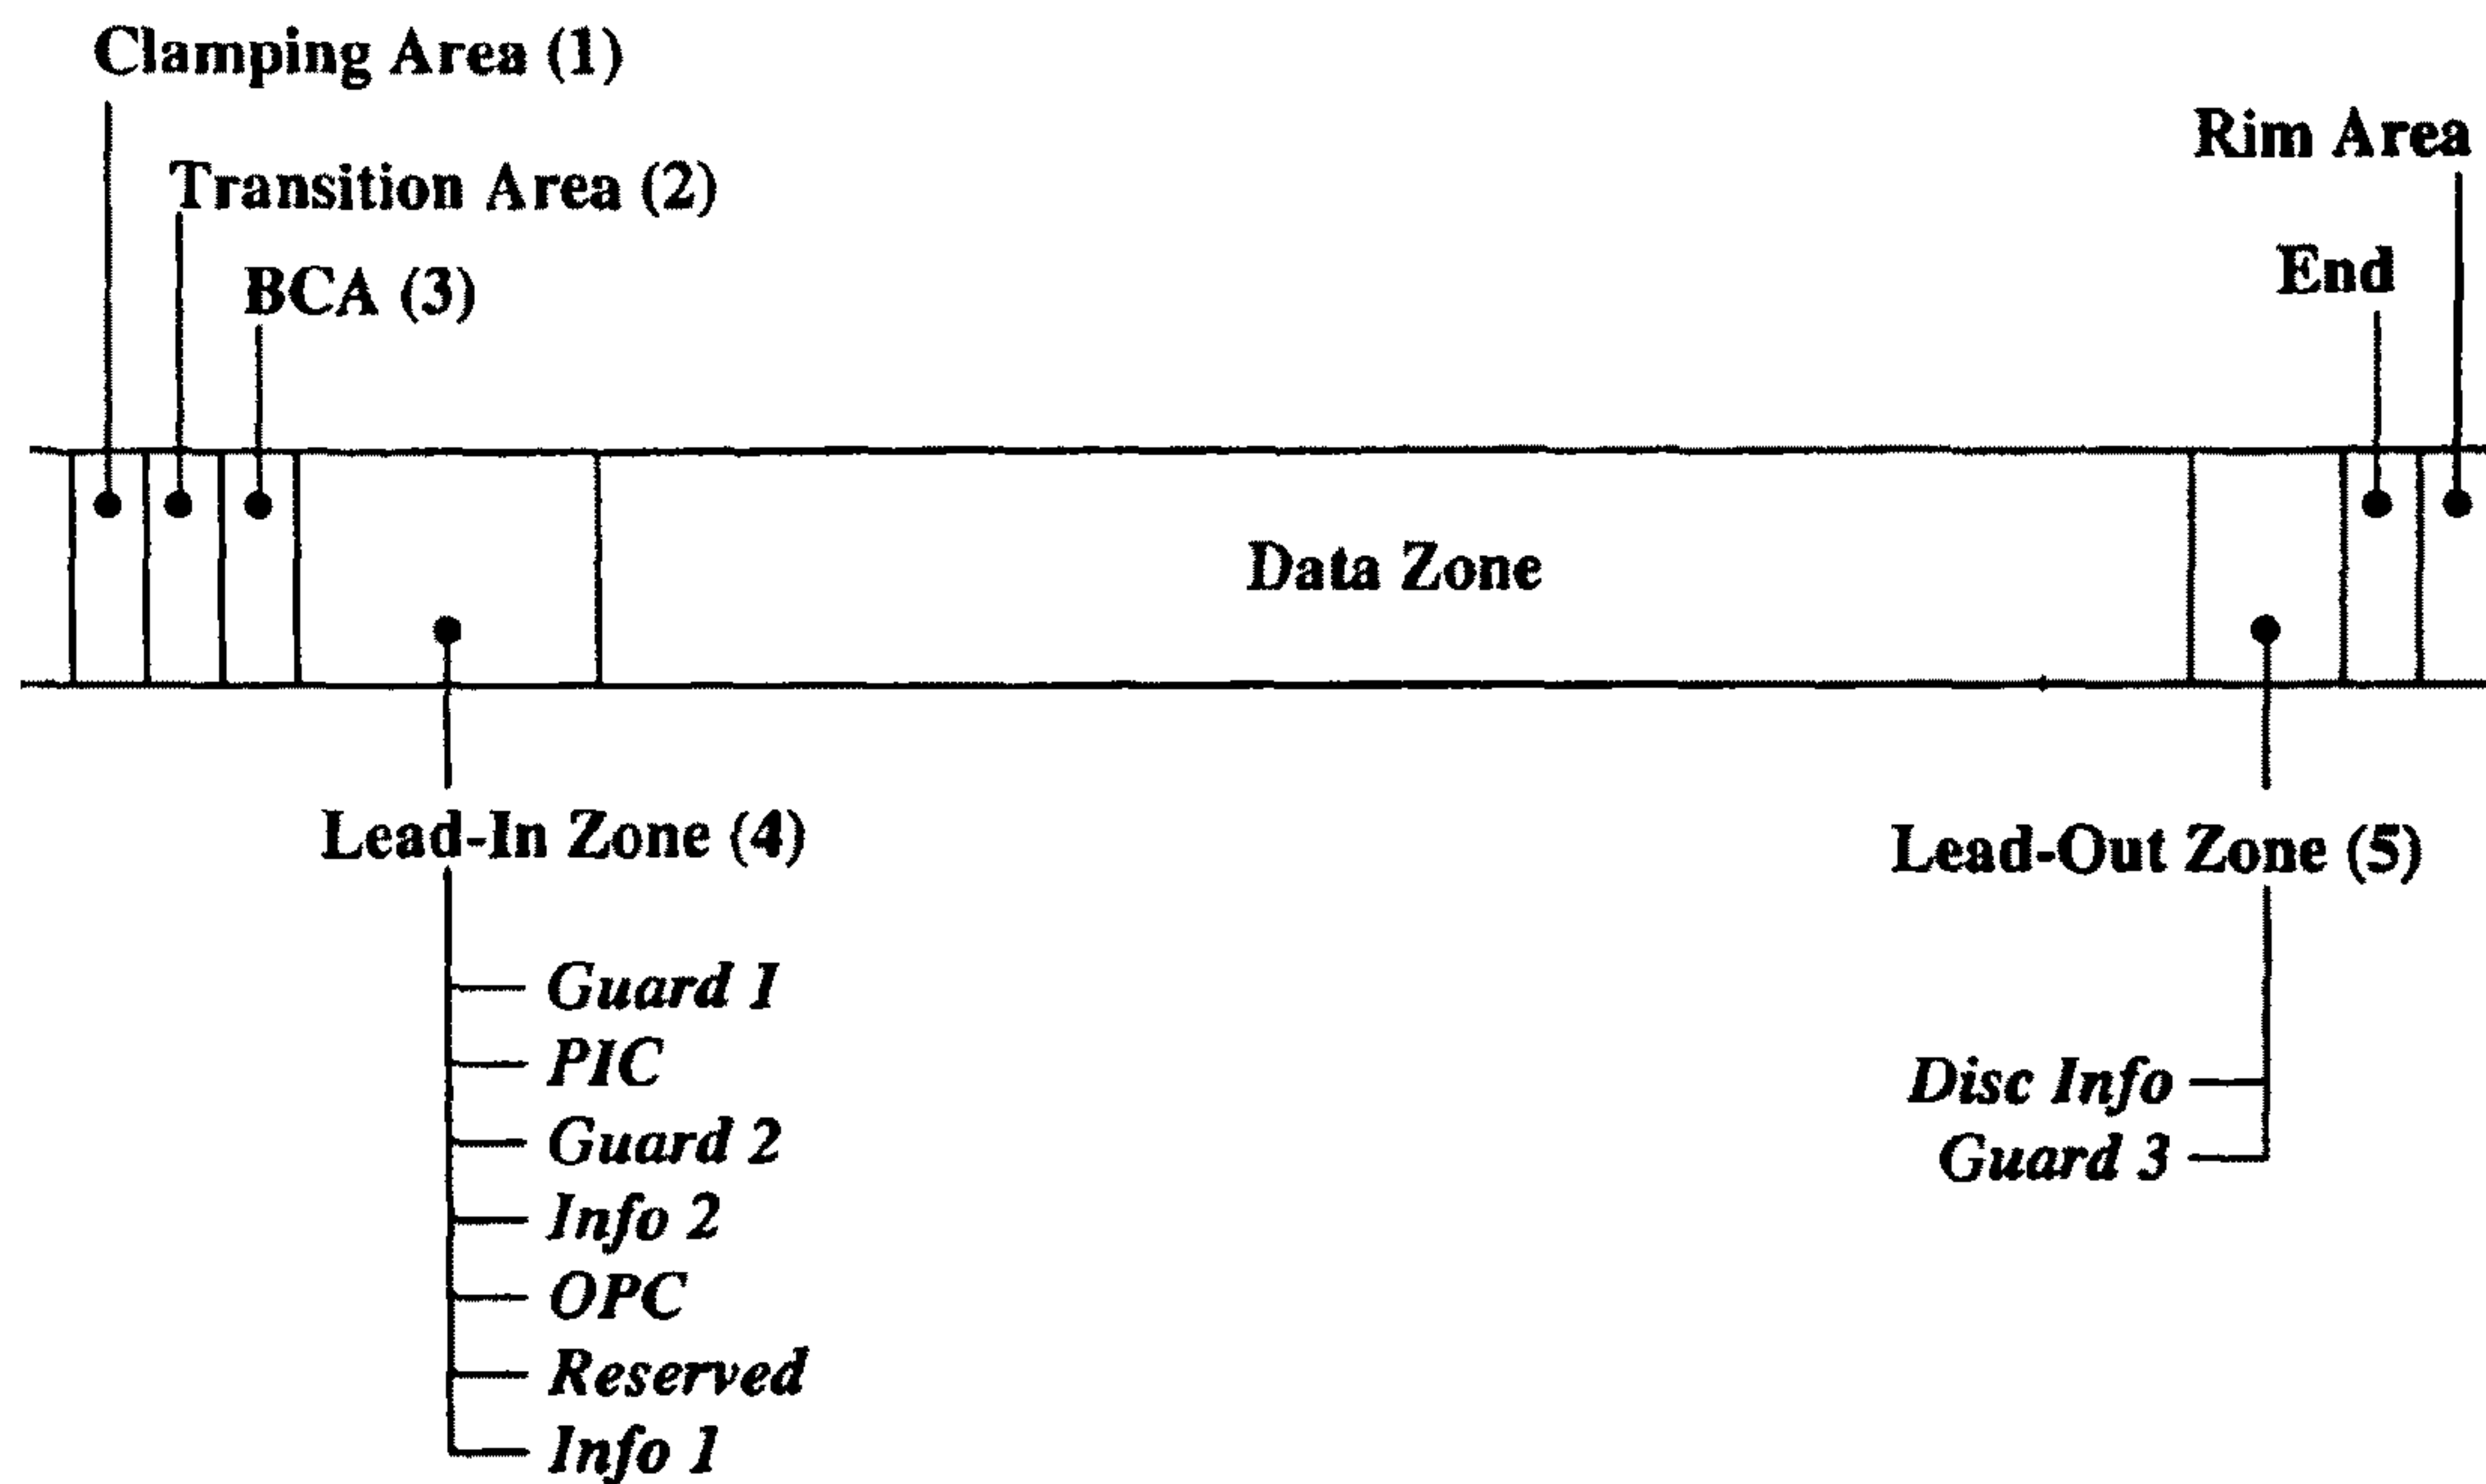 Clamping Area (1)
Rim Area
Transition Area (2)
End
BCA (3)
Data Zone
Lead-In Zone (4)
Lead-Out Zone (5)
Guard 1
PIC
Guard 2
Info 2
OPC
Reserved
Info 1
Disc Info
Guard 3